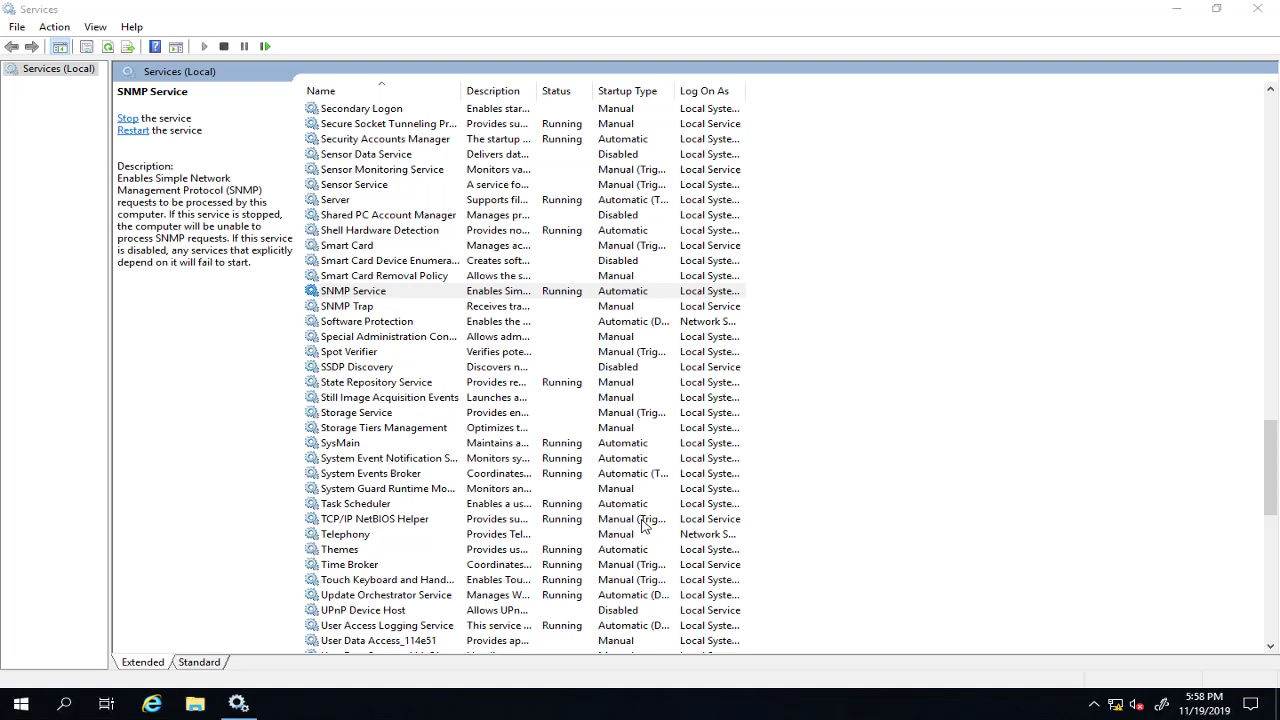 Services
File Action View Help
Services (Local)
Services (Local)
SNMP Service
Stop the service
Restart the service
Description:
Enables Simple Network
Management Protocol (SNMP)
requests to be processed by this
computer. If this service is stopped,
the computer will be unable to
process SNMP requests. If this service
is disabled, any services that explicitly
depend on it will fail to start.
Name Description Status Startup Type Log On As
Secondary Logon Enables star... Manual Local Syste...
Secure Socket Tunneling Pr... Provides su... Running Manual Local Service
Security Accounts Manager The startup ... Running Automatic Local Syste...
Sensor Data Service Delivers dat... Disabled Local Syste...
Sensor Monitoring Service Monitors va... Manual (Trig... Local Service
Sensor Service A service fo... Manual (Trig... Local Syste...
Server Supports fil... Running Automatic (T... Local Syste...
Shared PC Account Manager Manages pr... Disabled Local Syste...
Shell Hardware Detection Provides no... Running Automatic Local Syste...
Smart Card Manages ac... Manual (Trig... Local Service
Smart Card Device Enumera... Creates soft... Disabled Local Syste...
Smart Card Removal Policy Allows the s... Manual Local Syste...
SNMP Service Enables Sim... Running Automatic Local Syste...
SNMP Trap Receives tra... Manual Local Service
Software Protection Enables the ... Automatic (D... Network S...
Special Administration Con... Allows adm... Manual Local Syste...
Spot Verifier Verifies pote... Manual (Trig... Local Syste...
SSDP Discovery Discovers n... Disabled Local Service
State Repository Service Provides re... Running Manual Local Syste...
Still Image Acquisition Events Launches a... Manual Local Syste...
Storage Service Provides en... Manual (Trig... Local Syste...
Storage Tiers Management Optimizes t... Manual Local Syste...
SysMain Maintains a... Running Automatic Local Syste...
System Event Notification S... Monitors sy... Running Automatic Local Syste...
System Events Broker Coordinates... Running Automatic (T... Local Syste...
System Guard Runtime Mo... Monitors an... Manual Local Syste...
Task Scheduler Enables a us... Running Automatic Local Syste...
TCP/IP NetBIOS Helper Provides su... Running Manual (Trig... Local Service
Telephony Provides Tel... Manual Network S...
Themes Provides us... Running Automatic Local Syste...
Time Broker Coordinates... Running Manual (Trig... Local Service
Touch Keyboard and Hand... Enables Tou... Running Manual (Trig... Local Syste...
Update Orchestrator Service Manages W... Running Automatic (D... Local Syste...
UPnP Device Host Allows UPn... Disabled Local Service
User Access Logging Service This service ... Running Automatic (D... Local Syste...
User Data Access_114e51 Provides ap... Manual Local Syste...
Extended Standard
5:58 PM
11/19/2019